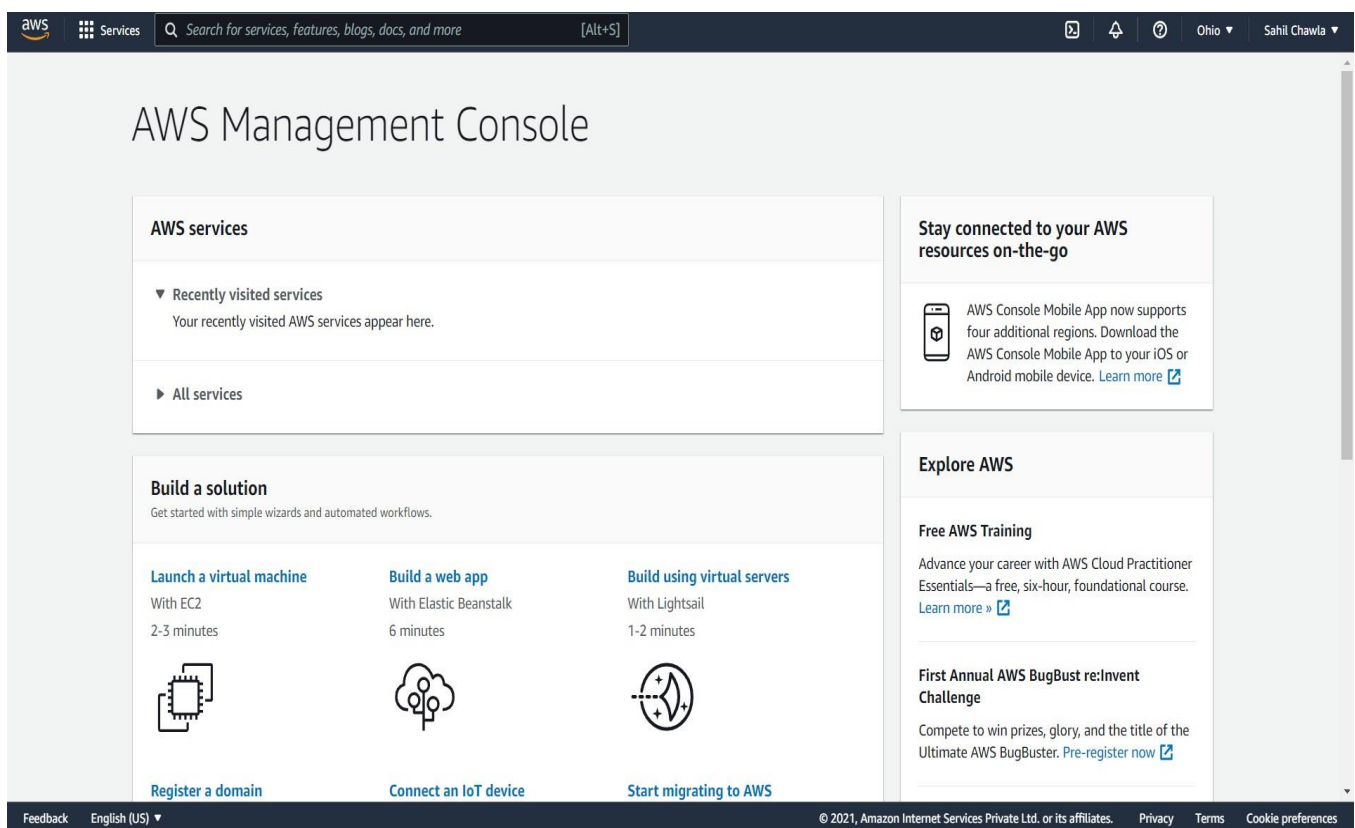 aws
Services
Search for services, features, blogs, docs, and more
[Alt+S]
Ohio ▼
Sahil Chawla ▼
AWS Management Console
AWS services
▼ Recently visited services
Your recently visited AWS services appear here.
▶ All services
Build a solution
Get started with simple wizards and automated workflows.
Launch a virtual machine
With EC2
2-3 minutes
Build a web app
With Elastic Beanstalk
6 minutes
Build using virtual servers
With Lightsail
1-2 minutes
Register a domain
Connect an IoT device
Start migrating to AWS
Stay connected to your AWS
resources on-the-go
AWS Console Mobile App now supports
four additional regions. Download the
AWS Console Mobile App to your iOS or
Android mobile device. Learn more
Explore AWS
Free AWS Training
Advance your career with AWS Cloud Practitioner
Essentials—a free, six-hour, foundational course.
Learn more »
First Annual AWS BugBust re:Invent
Challenge
Compete to win prizes, glory, and the title of the
Ultimate AWS BugBuster. Pre-register now
Feedback
English (US) ▼
© 2021, Amazon Internet Services Private Ltd. or its affiliates.
Privacy
Terms
Cookie preferences